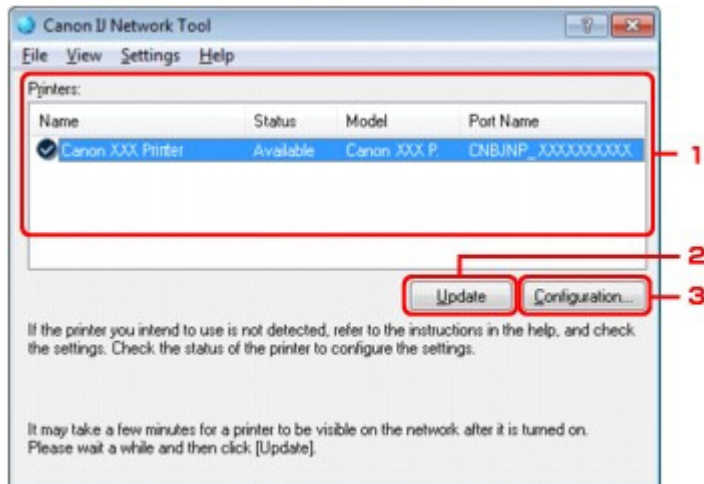 Canon IJ Network Tool
File View Settings Help
Printers:
Name Status Model Port Name
Canon XXX Printer Available Canon XXX P. CNBJNP_XXXXXXXXXX
1
2
Update Configuration... 3
If the printer you intend to use is not detected, refer to the instructions in the help, and check
the settings. Check the status of the printer to configure the settings.
It may take a few minutes for a printer to be visible on the network after it is turned on.
Please wait a while and then click [Update].